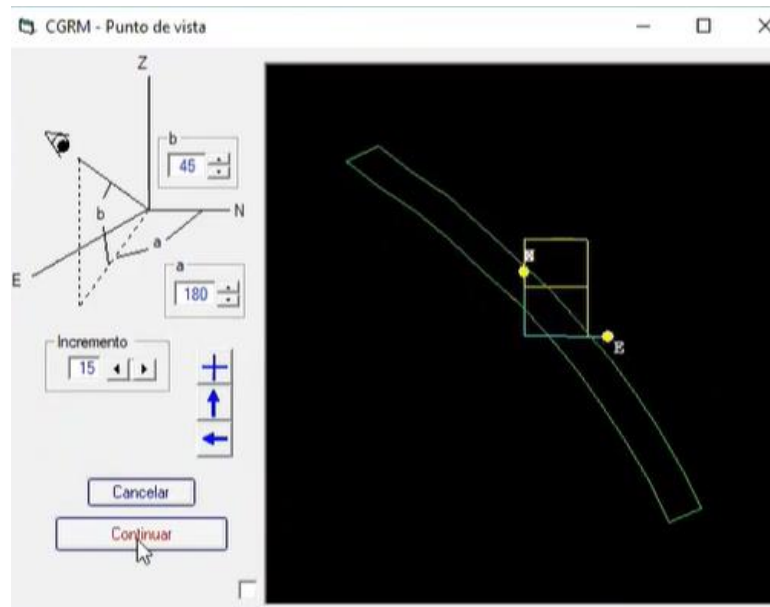 CGRM - Punto de vista
Z
b
45
b
N
a
E
a
180
Incremento
15
Cancelar
Continuar
N
E